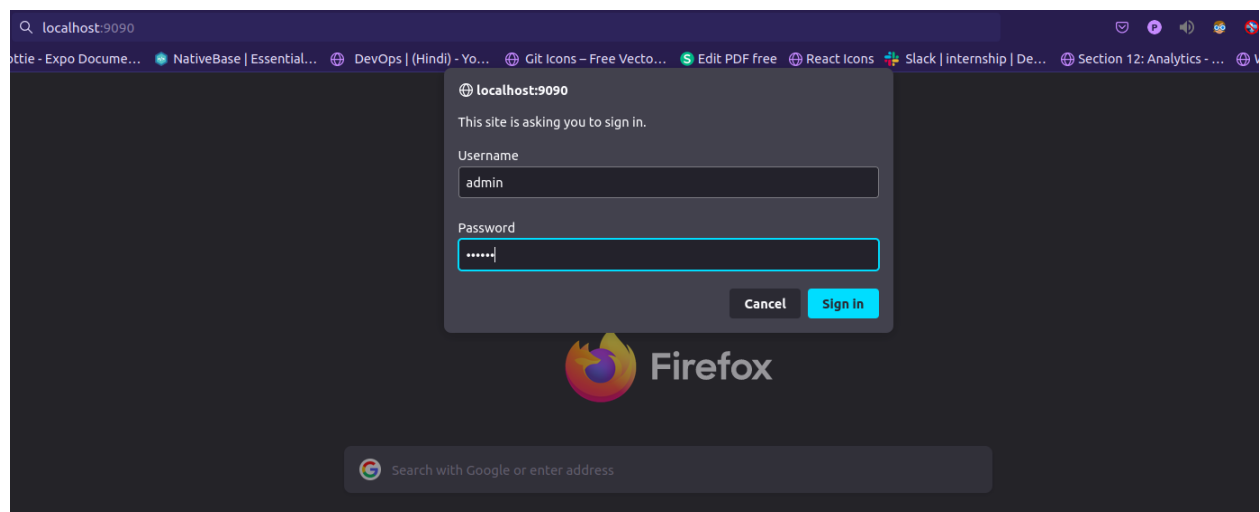 localhost:9090
ottie - Expo Docume... NativeBase | Essential... DevOps | (Hindi) - Yo... Git Icons – Free Vecto... S Edit PDF free React Icons Slack | internship | De... Section 12: Analytics - ...
localhost:9090
This site is asking you to sign in.
Username
admin
Password
••••••
Cancel Sign in
Firefox
Search with Google or enter address